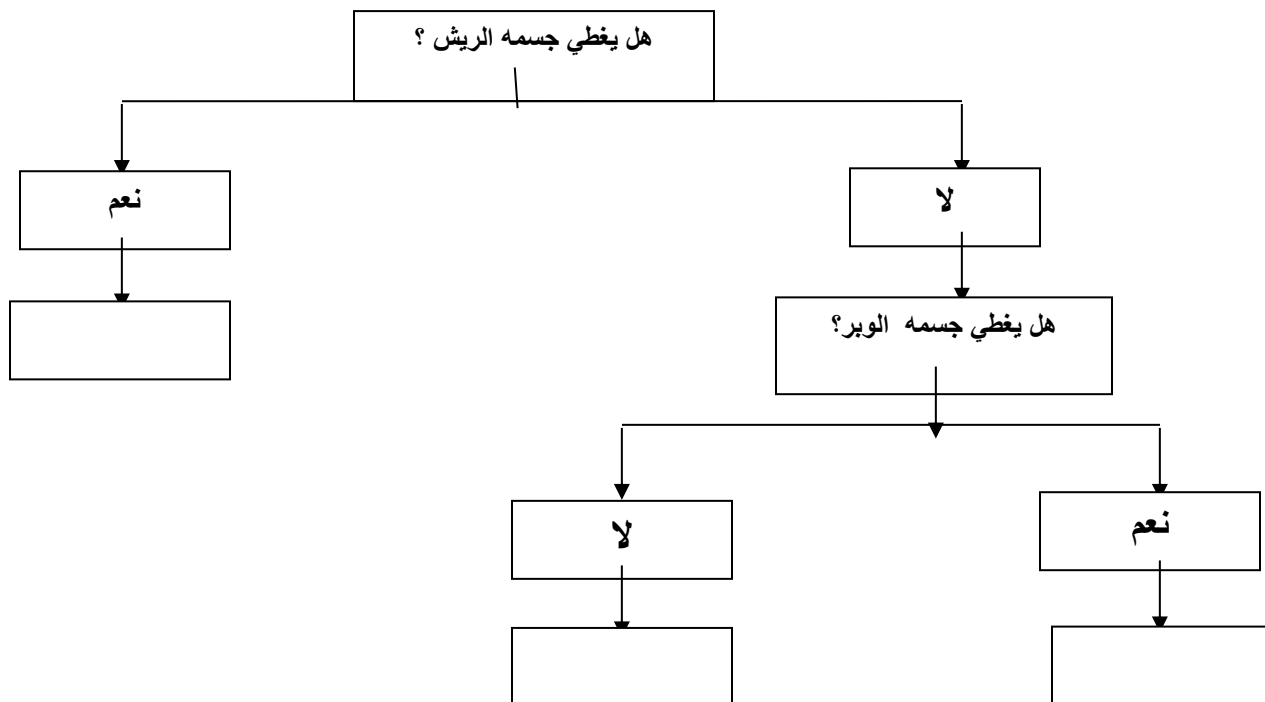 هل يغطي جسمه الريش ؟
لا
نعم
هل يغطي جسمه الوبر؟
نعم
لا